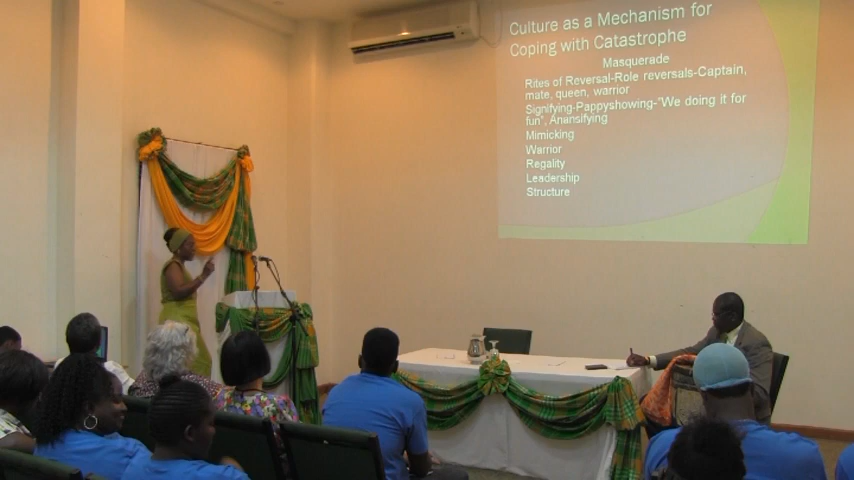 Culture as a Mechanism for
Coping with Catastrophe
Masquerade
Rites of Reversal-Role reversals-Captain,
mate, queen, warrior
Signifying-Pappyshowing-"We doing it for
fun", Anansifying
Mimicking
Warrior
Regality
Leadership
Structure